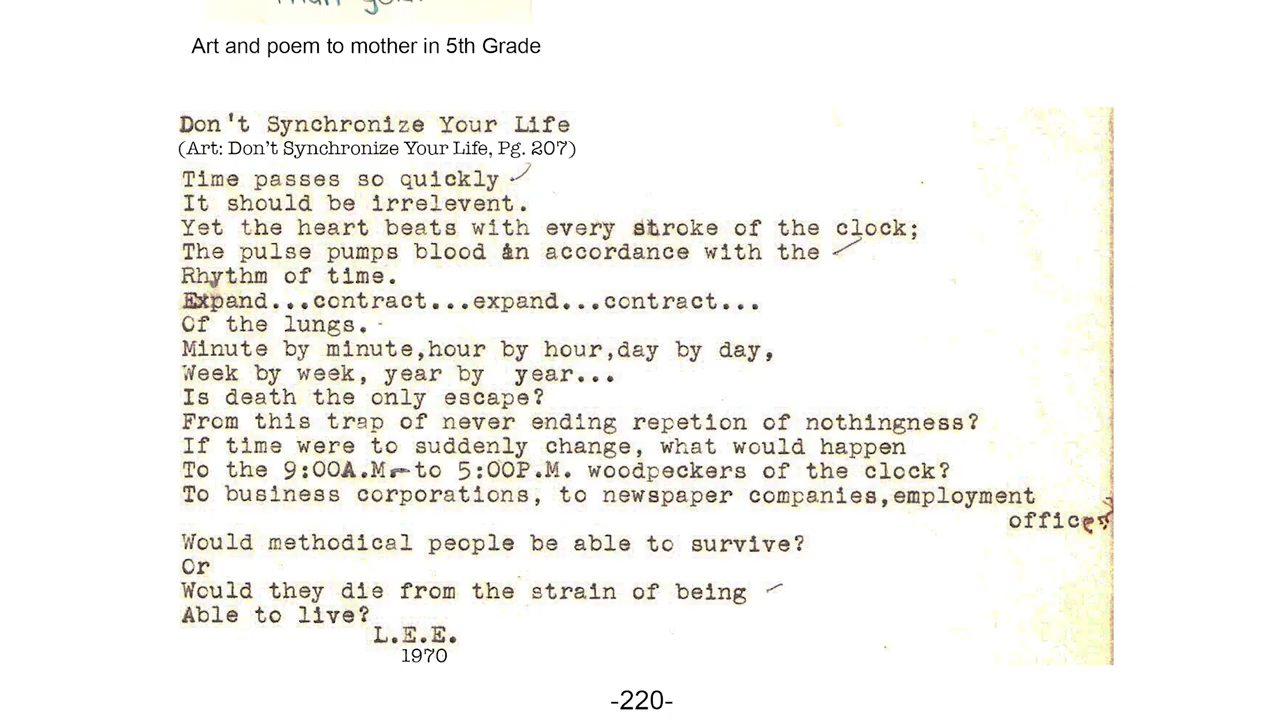 Art and poem to mother in 5th Grade
Don't Synchronize Your Life
(Art: Don't Synchronize Your Life, Pg. 207)
Time passes so quickly
It should be irrelevent.
Yet the heart beats with every stroke of the clock;
The pulse pumps blood in accordance with the
Rhythm of time.
Expand...contract...expand...contract...
Of the lungs.
Minute by minute,hour by hour,day by day,
Week by week, year by year...
Is death the only escape?
From this trap of never ending repetion of nothingness?
If time were to suddenly change, what would happen
To the 9:00A.M.-to 5:00P.M. woodpeckers of the clock?
To business corporations, to newspaper companies,employment
offices
Would methodical people be able to survive?
Or
Would they die from the strain of being
Able to live?
L.E.E.
1970
-220-